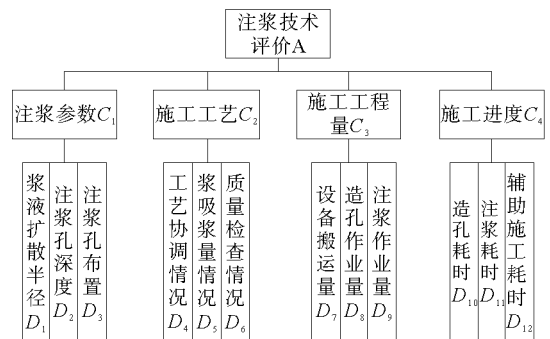 注浆技术
评价A
注浆参数C₁
施工工艺C₂
施工工程
量C₃
施工进度C₄
浆液扩散半径D₁
注浆孔深度D₂
注浆孔布置D₃
工艺协调情况D₄
浆吸浆量情况D₅
质量检查情况D₆
设备搬运量D₇
造孔作业量D₈
注浆作业量D₉
造孔耗时D₁₀
注浆耗时D₁₁
辅助施工耗时D₁₂